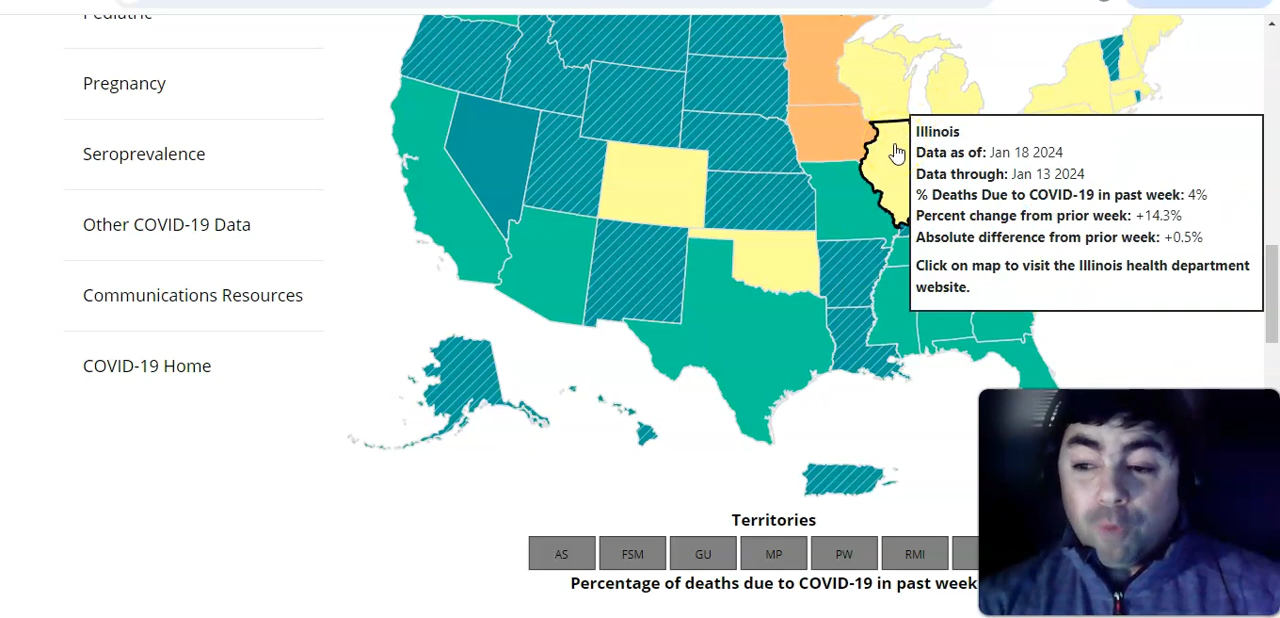 Pediatric
Pregnancy
Seroprevalence
Other COVID-19 Data
Communications Resources
COVID-19 Home
Illinois
Data as of: Jan 18 2024
Data through: Jan 13 2024
% Deaths Due to COVID-19 in past week: 4%
Percent change from prior week: +14.3%
Absolute difference from prior week: +0.5%
Click on map to visit the Illinois health department
website.
Territories
AS FSM GU MP PW RMI
Percentage of deaths due to COVID-19 in past week